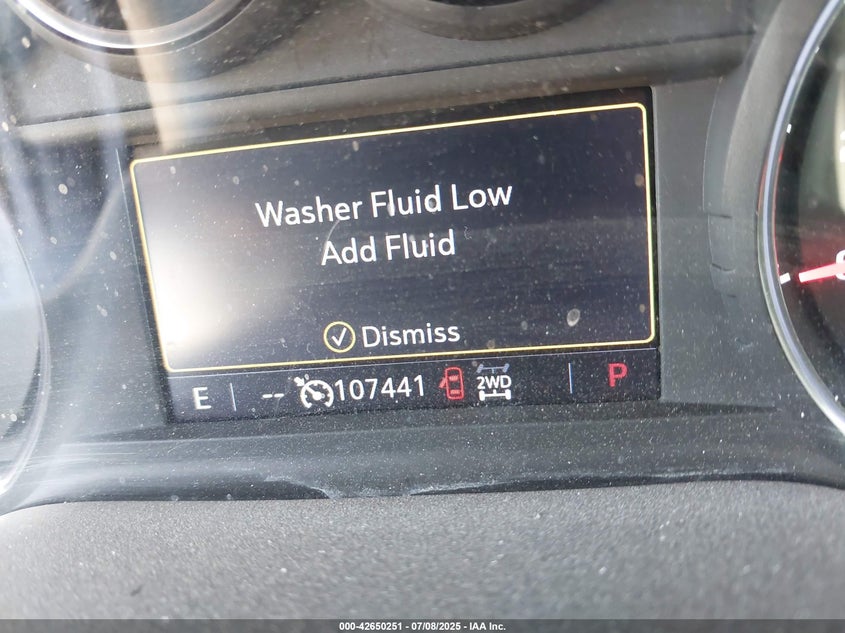 Washer Fluid Low
Add Fluid
Dismiss
E -- 107441 2WD P
000-42650251 - 07/08/2025 - IAA Inc.